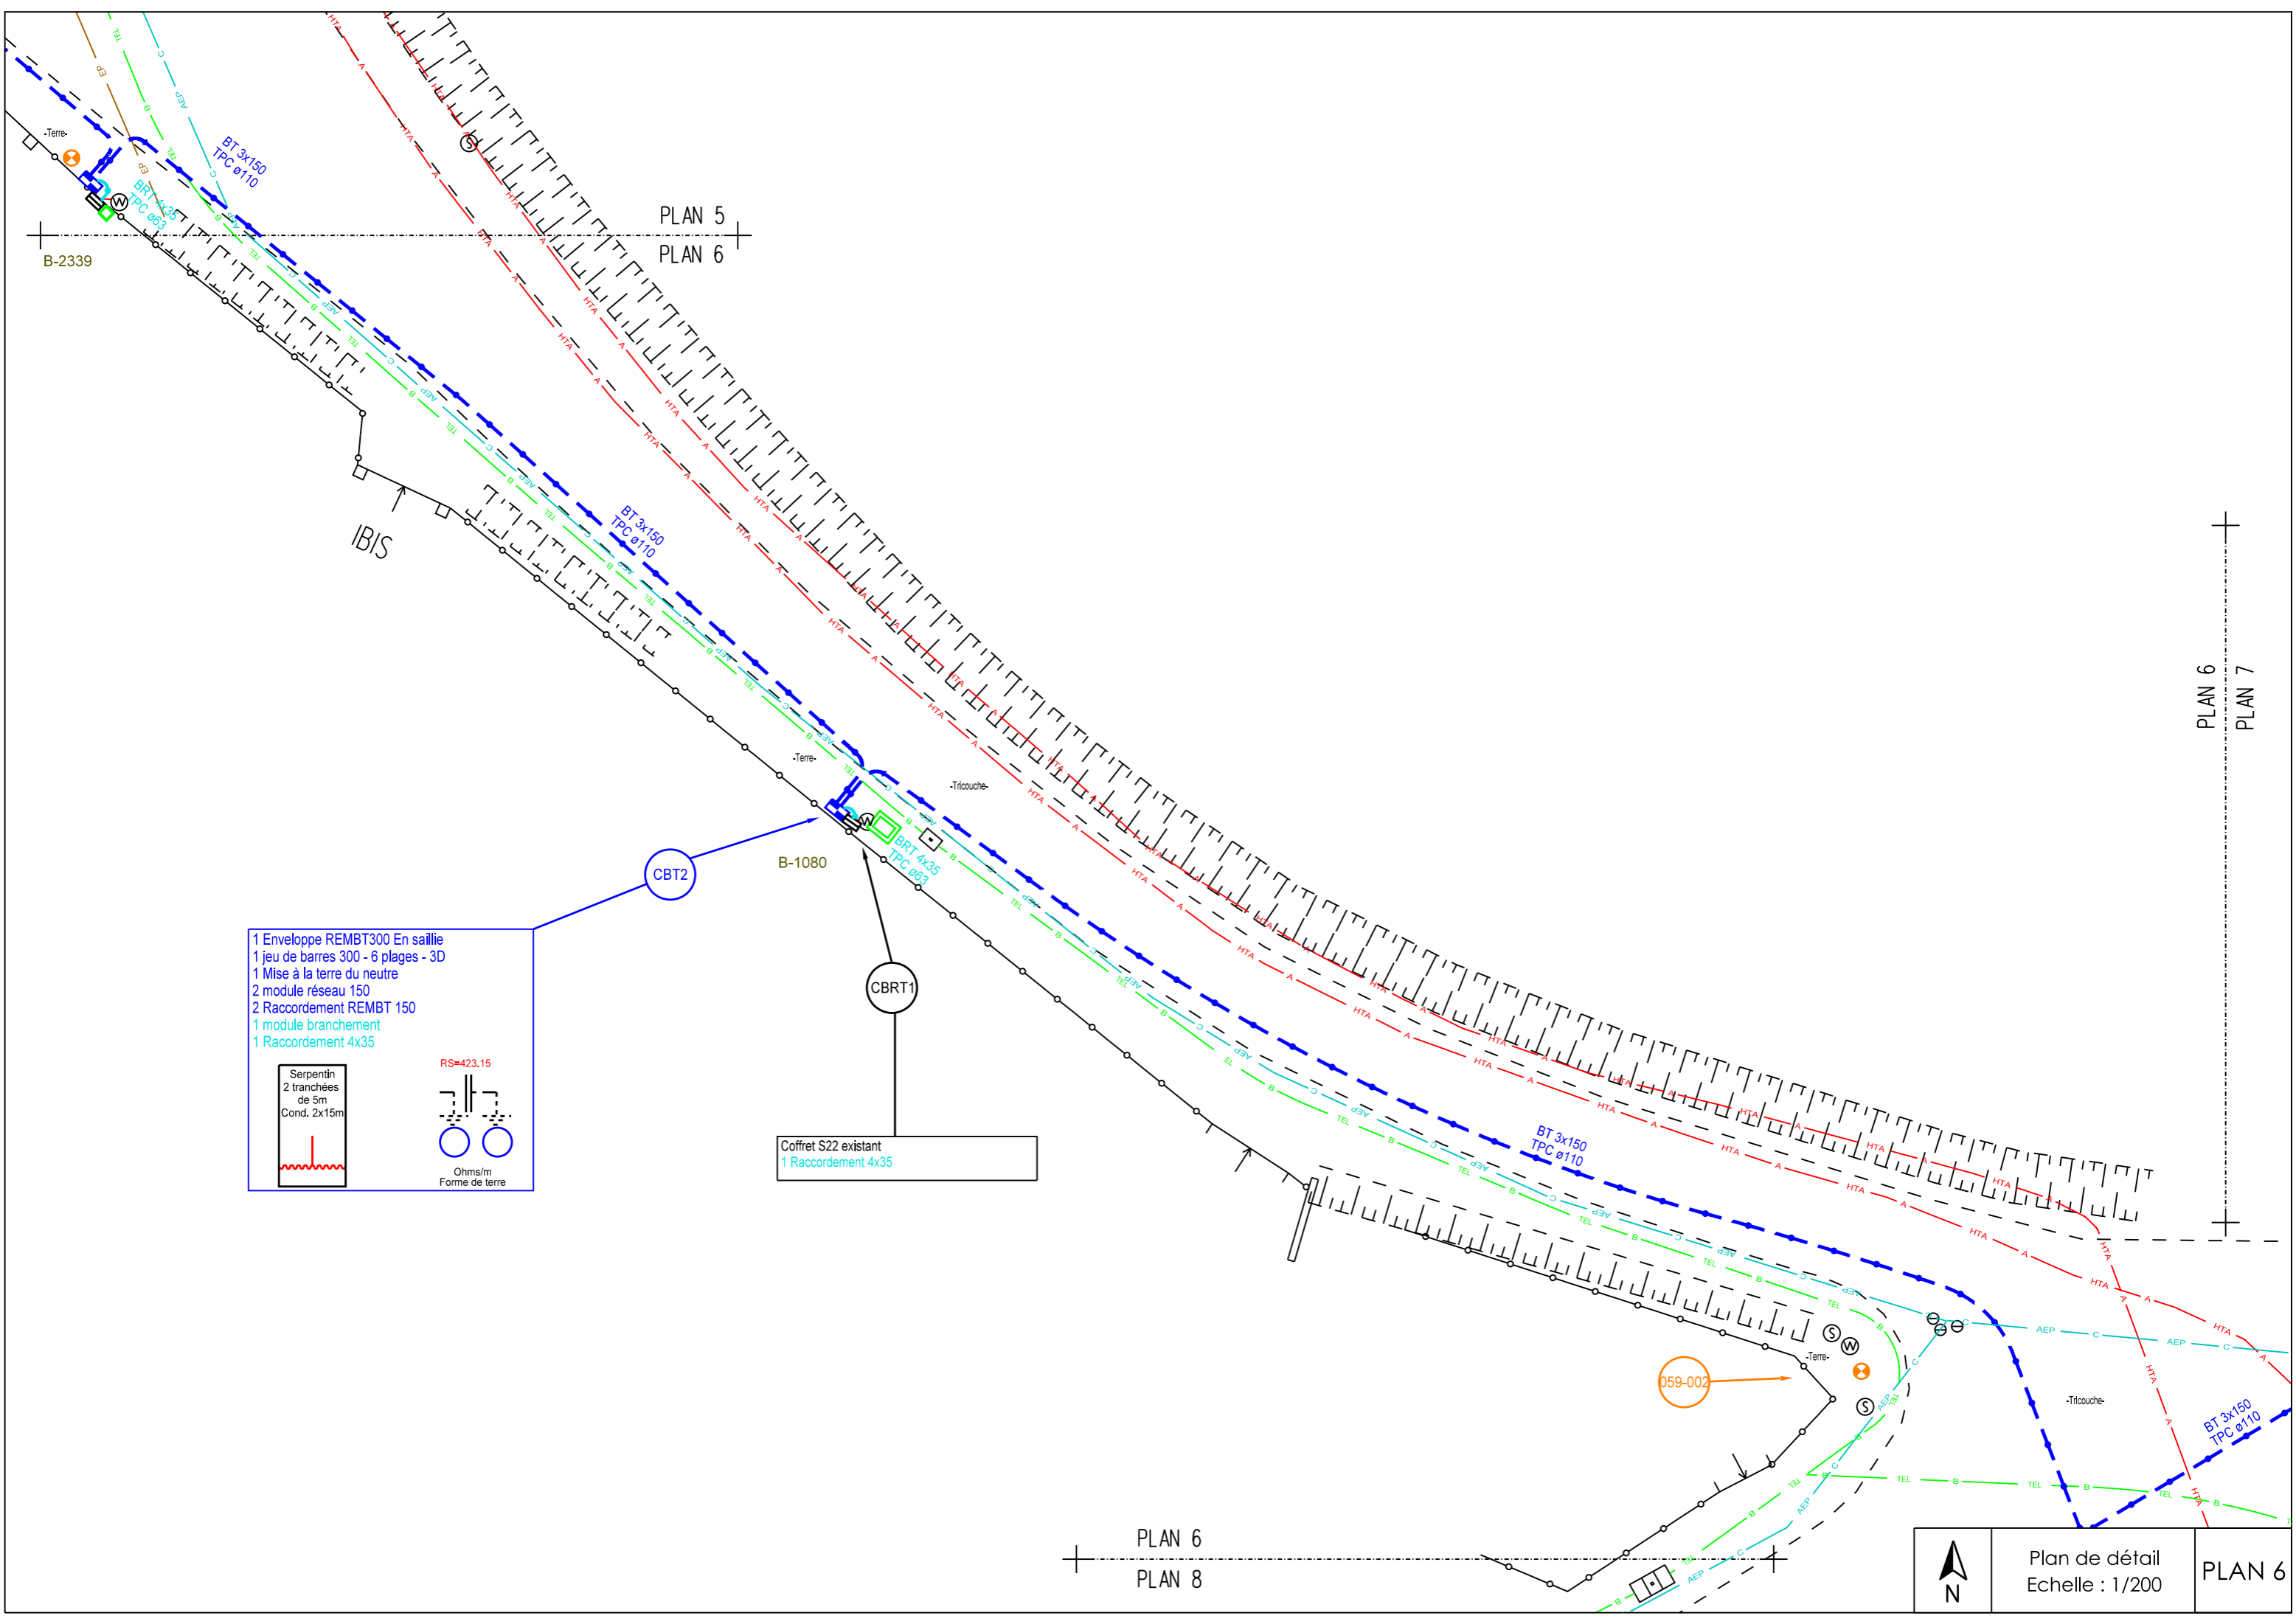 -Terre-
BT 3x150
TPC ø110
BRT 4x35
TPC ø63
W
S
B-2339
PLAN 5
PLAN 6
EP
TEL
B
AEP
C
HTA
A
IBIS
BT 3x150
TPC ø110
PLAN 6
PLAN 7
-Terre-
-Tricouche-
W
BRT 4x35
TPC ø63
B-1080
CBT2
CBRT1
1 Enveloppe REMBT300 En saillie
1 jeu de barres 300 - 6 plages - 3D
1 Mise à la terre du neutre
2 module réseau 150
2 Raccordement REMBT 150
1 module branchement
1 Raccordement 4x35
Serpentin
2 tranchées
de 5m
Cond. 2x15m
RS=423.15
Ohms/m
Forme de terre
Coffret S22 existant
1 Raccordement 4x35
BT 3x150
TPC ø110
S
W
-Terre-
059-002
S
-Tricouche-
BT 3x150
TPC ø110
PLAN 6
PLAN 8
N
Plan de détail
Echelle : 1/200
PLAN 6